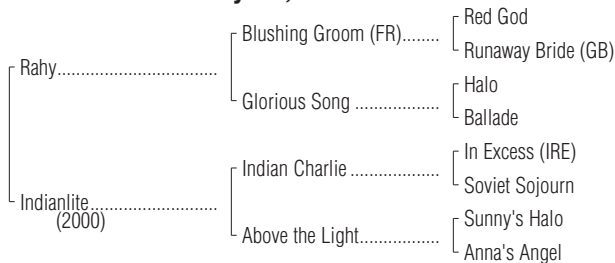 Red God
Blushing Groom (FR)........
Runaway Bride (GB)
Rahy.................................
Halo
Glorious Song .................
Ballade
In Excess (IRE)
Indian Charlie ..................
Soviet Sojourn
Indianlite..........................
(2000)
Sunny's Halo
Above the Light................
Anna's Angel